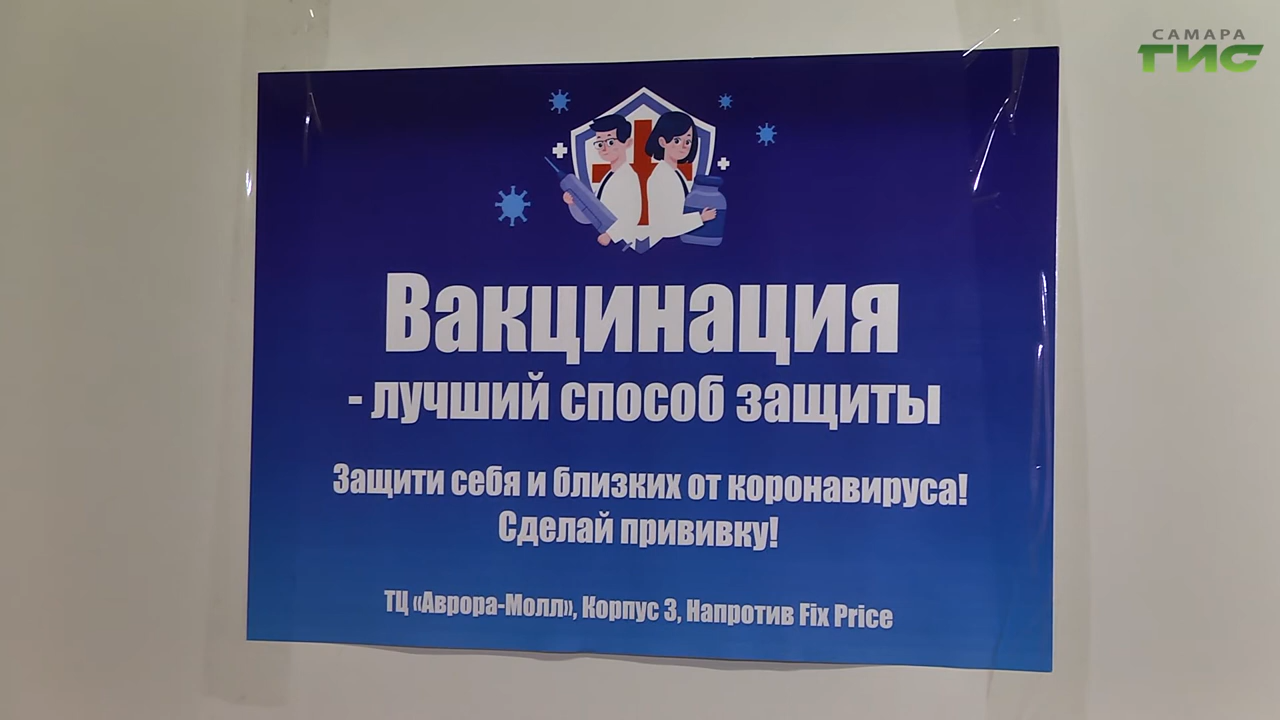 САМАРА
ГИС
Вакцинация
- лучший способ защиты
Защити себя и близких от коронавируса!
Сделай прививку!
ТЦ «Аврора-Молл», Корпус 3, Напротив Fix Price